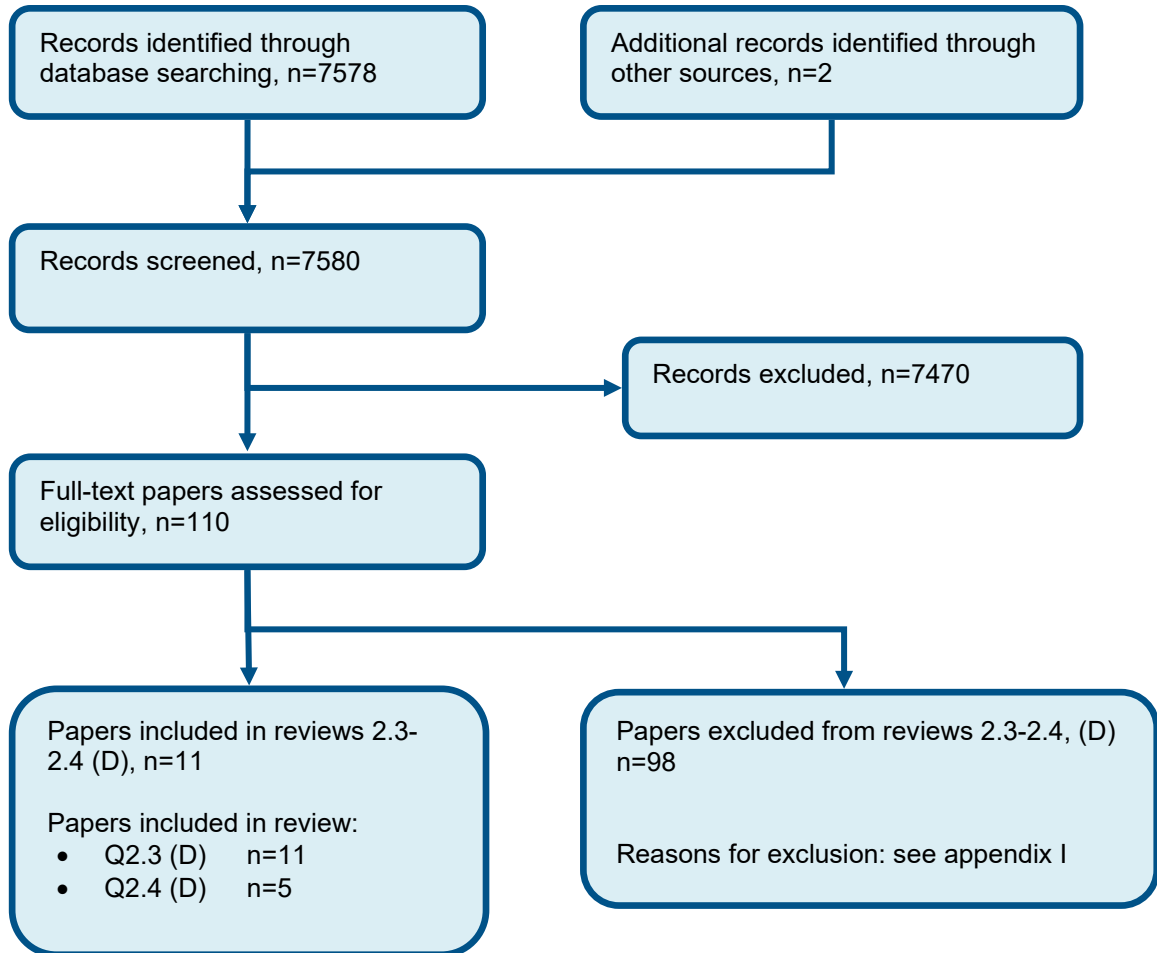 Records identified through
database searching, n=7578
Additional records identified through
other sources, n=2
Records screened, n=7580
Records excluded, n=7470
Full-text papers assessed for
eligibility, n=110
Papers included in reviews 2.3-
2.4 (D), n=11
Papers included in review:
• Q2.3 (D) n=11
• Q2.4 (D) n=5
Papers excluded from reviews 2.3-2.4, (D)
n=98
Reasons for exclusion: see appendix I